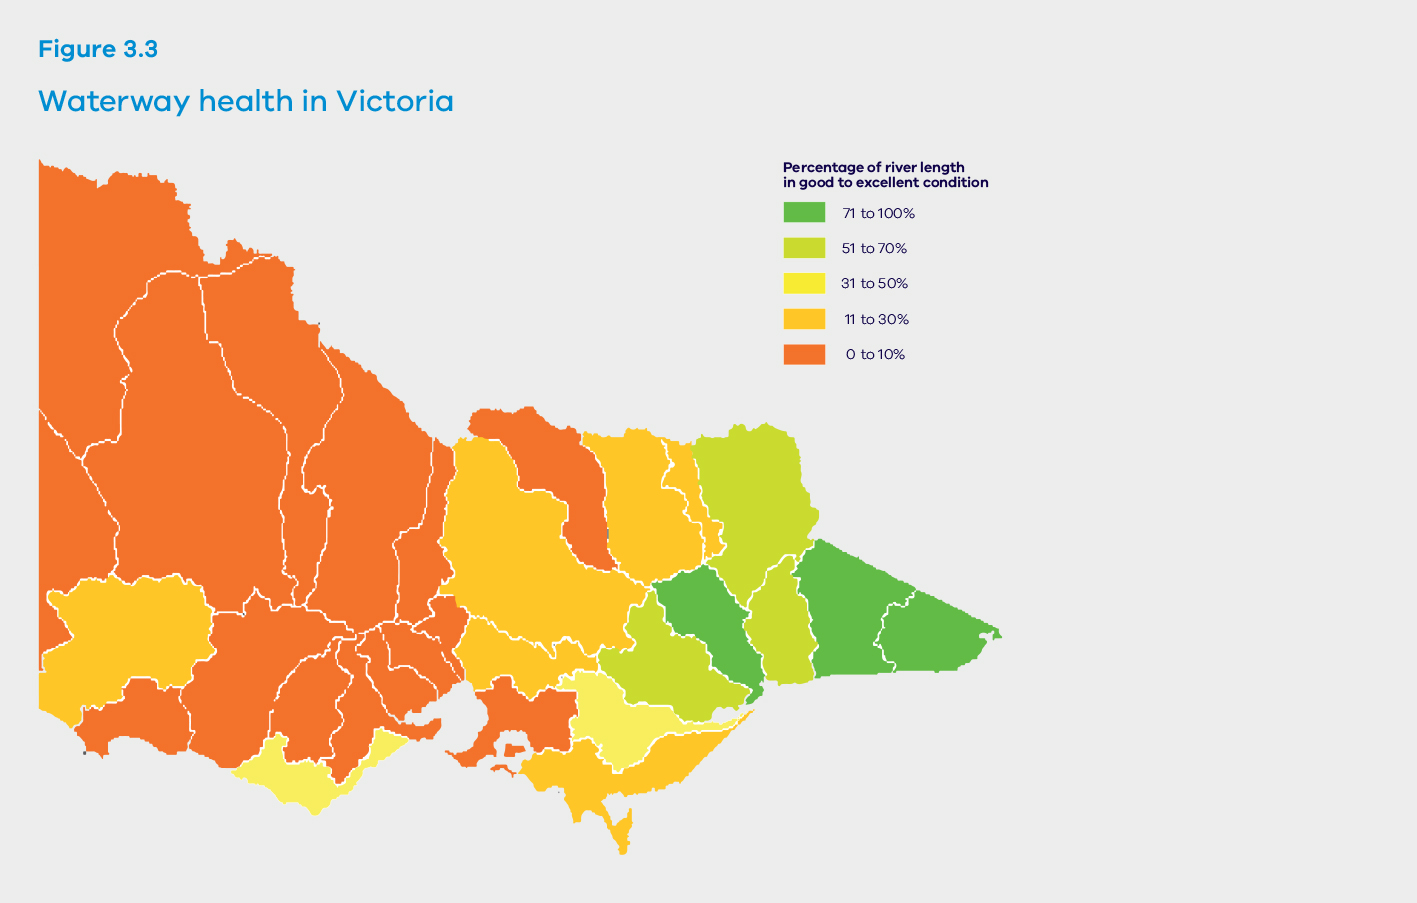 Figure 3.3
Waterway health in Victoria
Percentage of river length
in good to excellent condition
71 to 100%
51 to 70%
31 to 50%
11 to 30%
0 to 10%